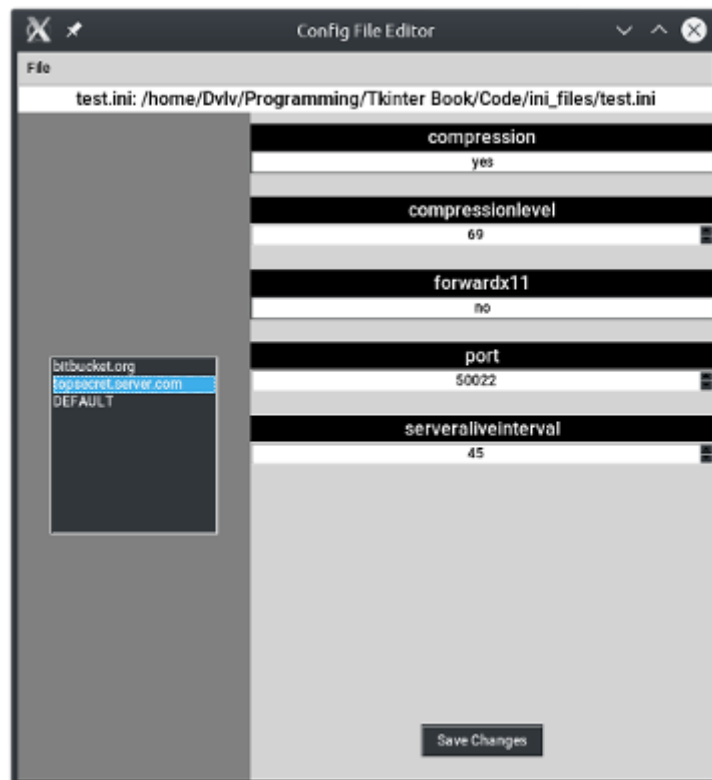 Config File Editor
File
test.ini: /home/Dvlv/Programming/Tkinter Book/Code/ini_files/test.ini
compression
yes
compressionlevel
69
forwardx11
no
bitbucket.org
topsecret.server.com
DEFAULT
port
50022
serveraliveinterval
45
Save Changes